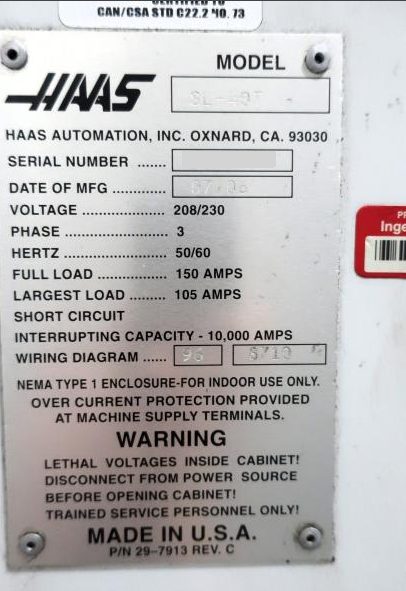 CERTIFIED TO
CAN/CSA STD C22.2 NO. 73
MODEL
HAAS
HAAS AUTOMATION, INC. OXNARD, CA. 93030
SERIAL NUMBER ......
DATE OF MFG ............
VOLTAGE .................... 208/230
PHASE ....................... 3
HERTZ ....................... 50/60
FULL LOAD ............... 150 AMPS
LARGEST LOAD ......... 105 AMPS
SHORT CIRCUIT
INTERRUPTING CAPACITY - 10,000 AMPS
WIRING DIAGRAM ...... 96
NEMA TYPE 1 ENCLOSURE-FOR INDOOR USE ONLY.
OVER CURRENT PROTECTION PROVIDED
AT MACHINE SUPPLY TERMINALS.
WARNING
LETHAL VOLTAGES INSIDE CABINET!
DISCONNECT FROM POWER SOURCE
BEFORE OPENING CABINET!
TRAINED SERVICE PERSONNEL ONLY!
MADE IN U.S.A.
P/N 29-7913 REV. C